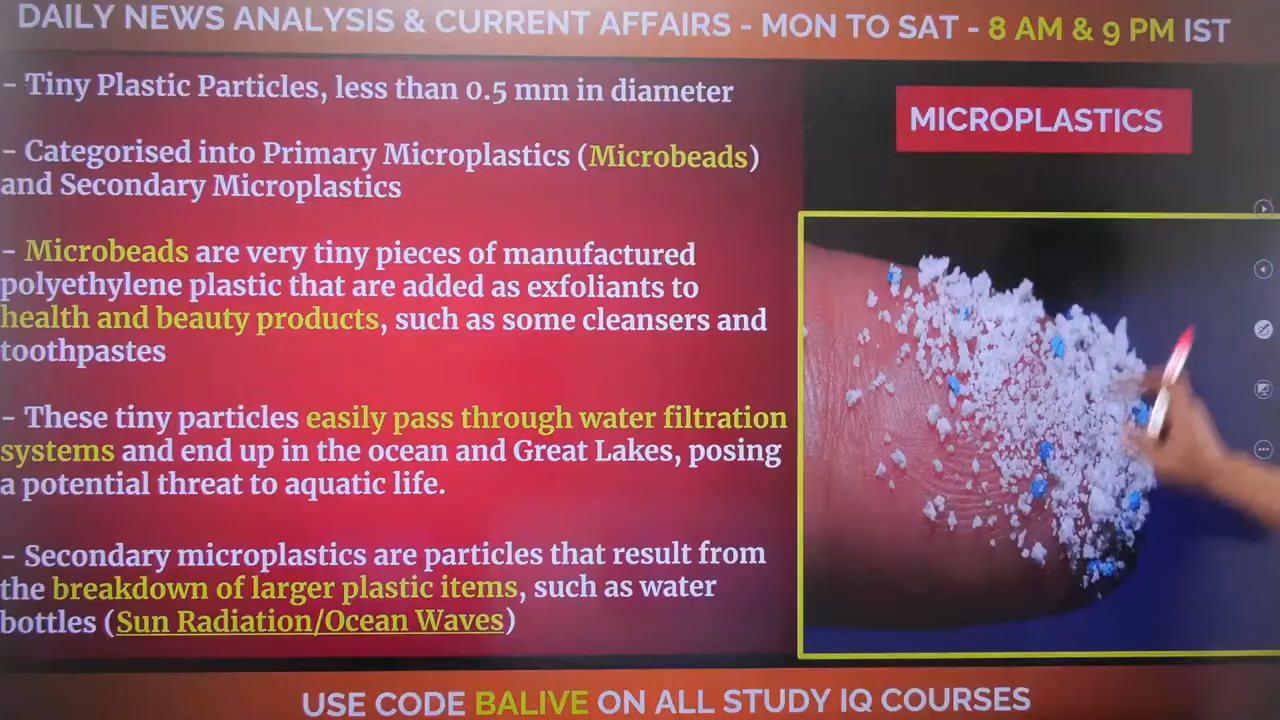 DAILY NEWS ANALYSIS & CURRENT AFFAIRS - MON TO SAT - 8 AM & 9 PM IST
- Tiny Plastic Particles, less than 0.5 mm in diameter
- Categorised into Primary Microplastics (Microbeads)
and Secondary Microplastics
- Microbeads are very tiny pieces of manufactured
polyethylene plastic that are added as exfoliants to
health and beauty products, such as some cleansers and
toothpastes
- These tiny particles easily pass through water filtration
systems and end up in the ocean and Great Lakes, posing
a potential threat to aquatic life.
- Secondary microplastics are particles that result from
the breakdown of larger plastic items, such as water
bottles (Sun Radiation/Ocean Waves)
MICROPLASTICS
USE CODE BALIVE ON ALL STUDY IQ COURSES